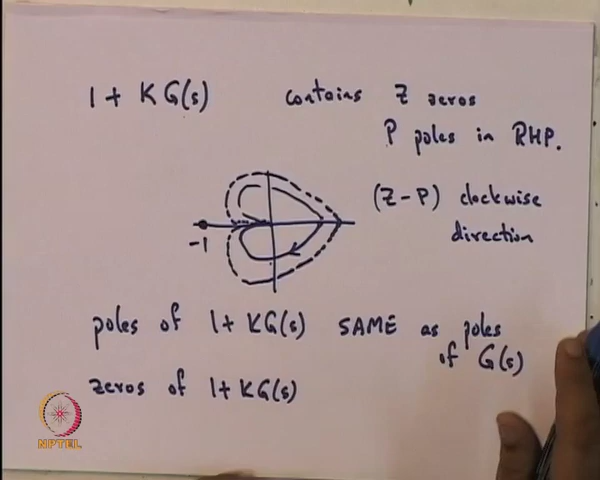 1 + K G(s) contains Z zeros
P poles in RHP.
(Z-P) clockwise
direction
-1
poles of 1+KG(s) SAME as poles
of G(s)
zeros of 1+KG(s)
NPTEL